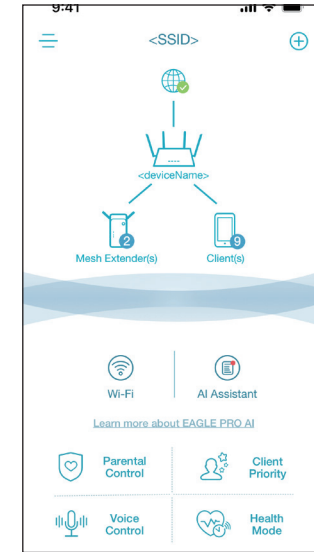 9:41
<SSID>
<deviceName>
2
9
Mesh Extender(s)
Client(s)
Wi-Fi
AI Assistant
Learn more about EAGLE PRO AI
Parental
Control
Client
Priority
Voice
Control
Health
Mode